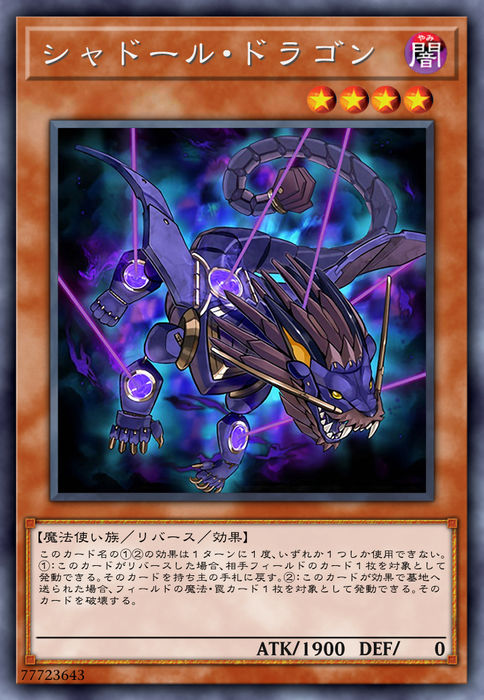 シャドール・ドラゴン
やみ
闇
【魔法使い族／リバース／効果】
このカード名の①②の効果は１ターンに１度、いずれか１つしか使用できない。
①：このカードがリバースした場合、相手フィールドのカード１枚を対象として
発動できる。そのカードを持ち主の手札に戻す。②：このカードが効果で墓地へ
送られた場合、フィールドの魔法・罠カード１枚を対象として発動できる。その
カードを破壊する。
ATK/1900 DEF/ 0
77723643